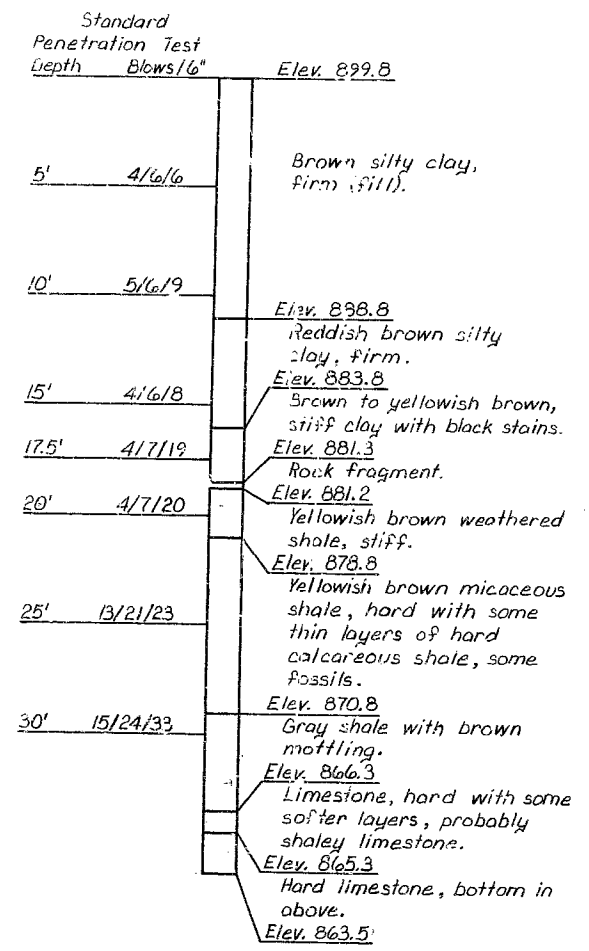 Standard
Penetration Test
Depth Blows/6"
Elev. 899.8
Brown silty clay,
firm (fill).
5' 4/6/6
10' 5/6/9
Elev. 888.8
Reddish brown silty
clay, firm.
Elev. 883.8
15' 4/6/8
Brown to yellowish brown,
stiff clay with black stains.
17.5' 4/7/19
Elev. 881.3
Rock fragment.
Elev. 881.2
20' 4/7/20
Yellowish brown weathered
shale, stiff.
Elev. 878.8
Yellowish brown micaceous
shale, hard with some
25' 13/21/23
thin layers of hard
calcareous shale, some
fossils.
Elev. 870.8
30' 15/24/33
Gray shale with brown
mottling.
Elev. 866.3
Limestone, hard with some
softer layers, probably
shaley limestone.
Elev. 865.3
Hard limestone, bottom in
above.
Elev. 863.5